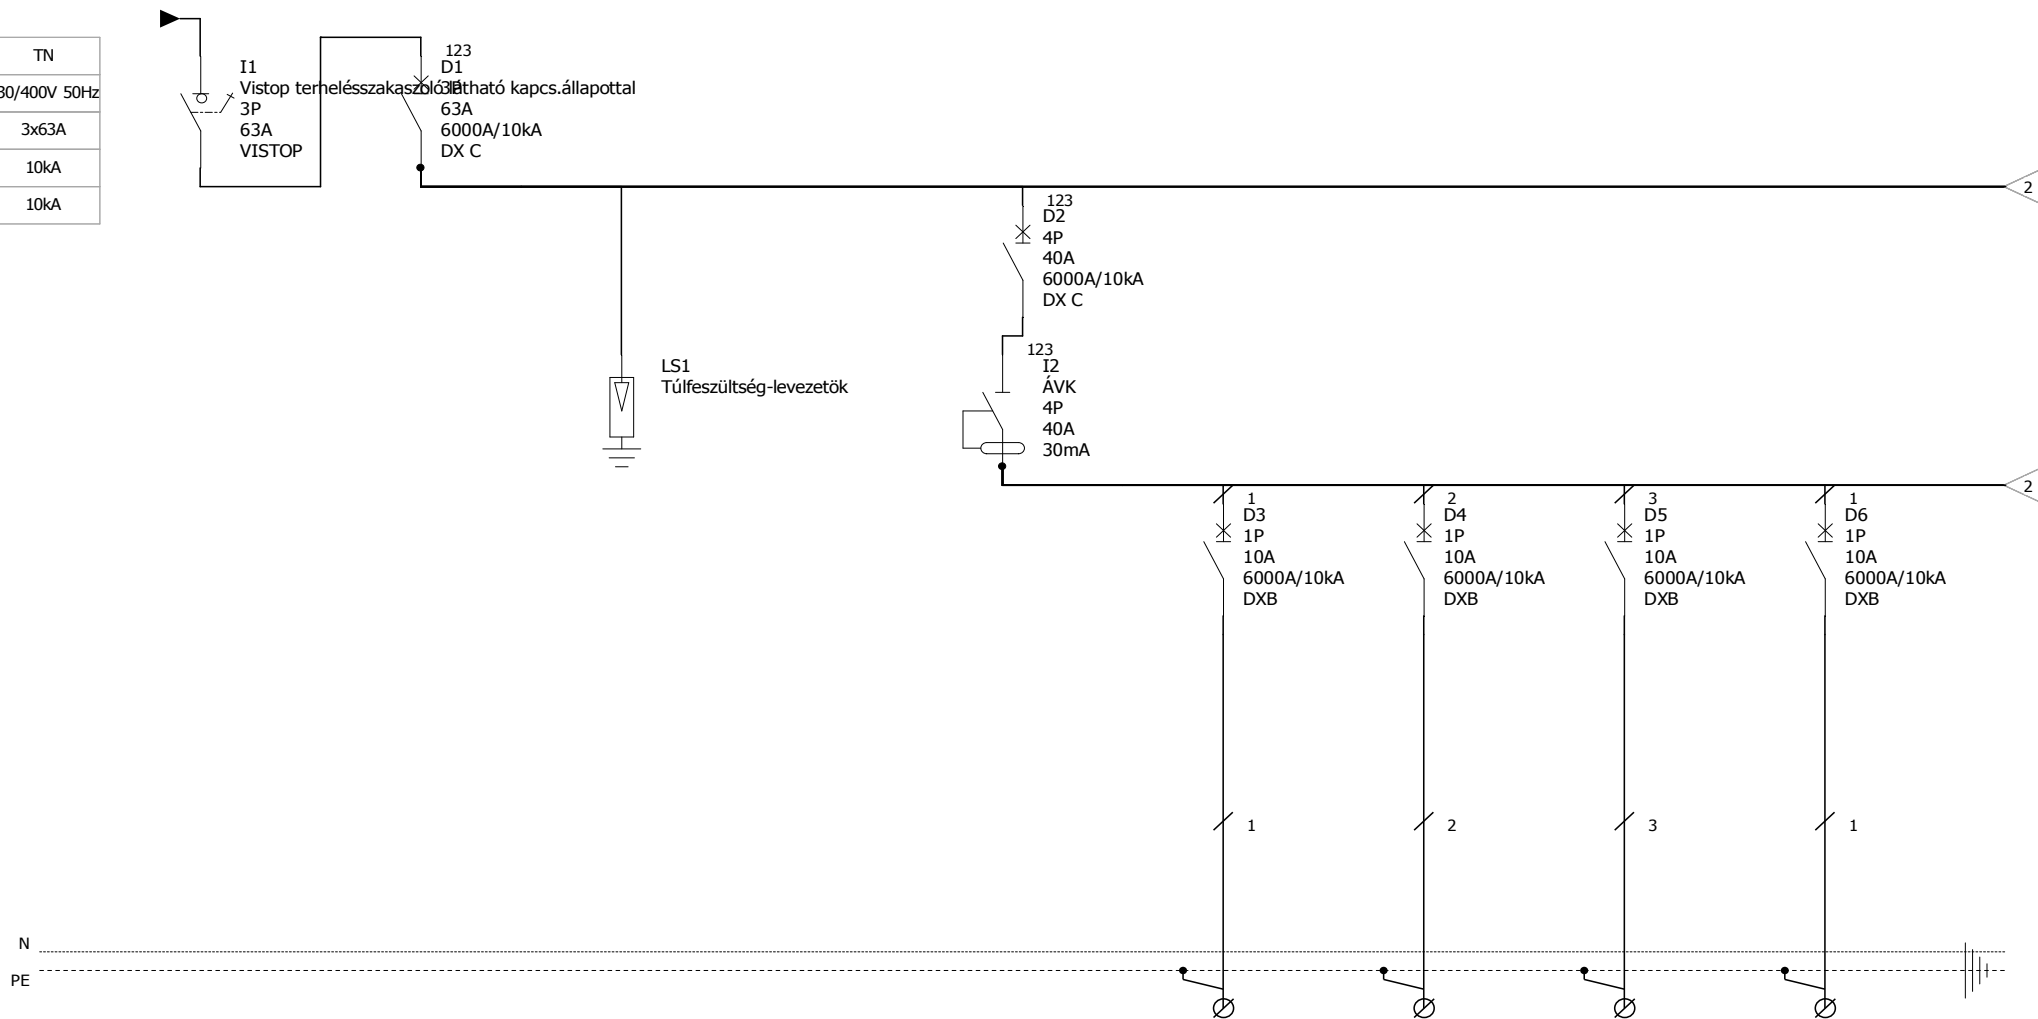 TN
30/400V 50Hz
3x63A
10kA
10kA
I1
Vistop terhelésszakaszoló látható kapcs.állapottal
3P
63A
VISTOP
123
D1
3P
63A
6000A/10kA
DX C
2
123
D2
4P
40A
6000A/10kA
DX C
LS1
Túlfeszültség-levezetök
123
I2
ÁVK
4P
40A
30mA
2
1
D3
1P
10A
6000A/10kA
DXB
2
D4
1P
10A
6000A/10kA
DXB
3
D5
1P
10A
6000A/10kA
DXB
1
D6
1P
10A
6000A/10kA
DXB
1
2
3
1
N
PE